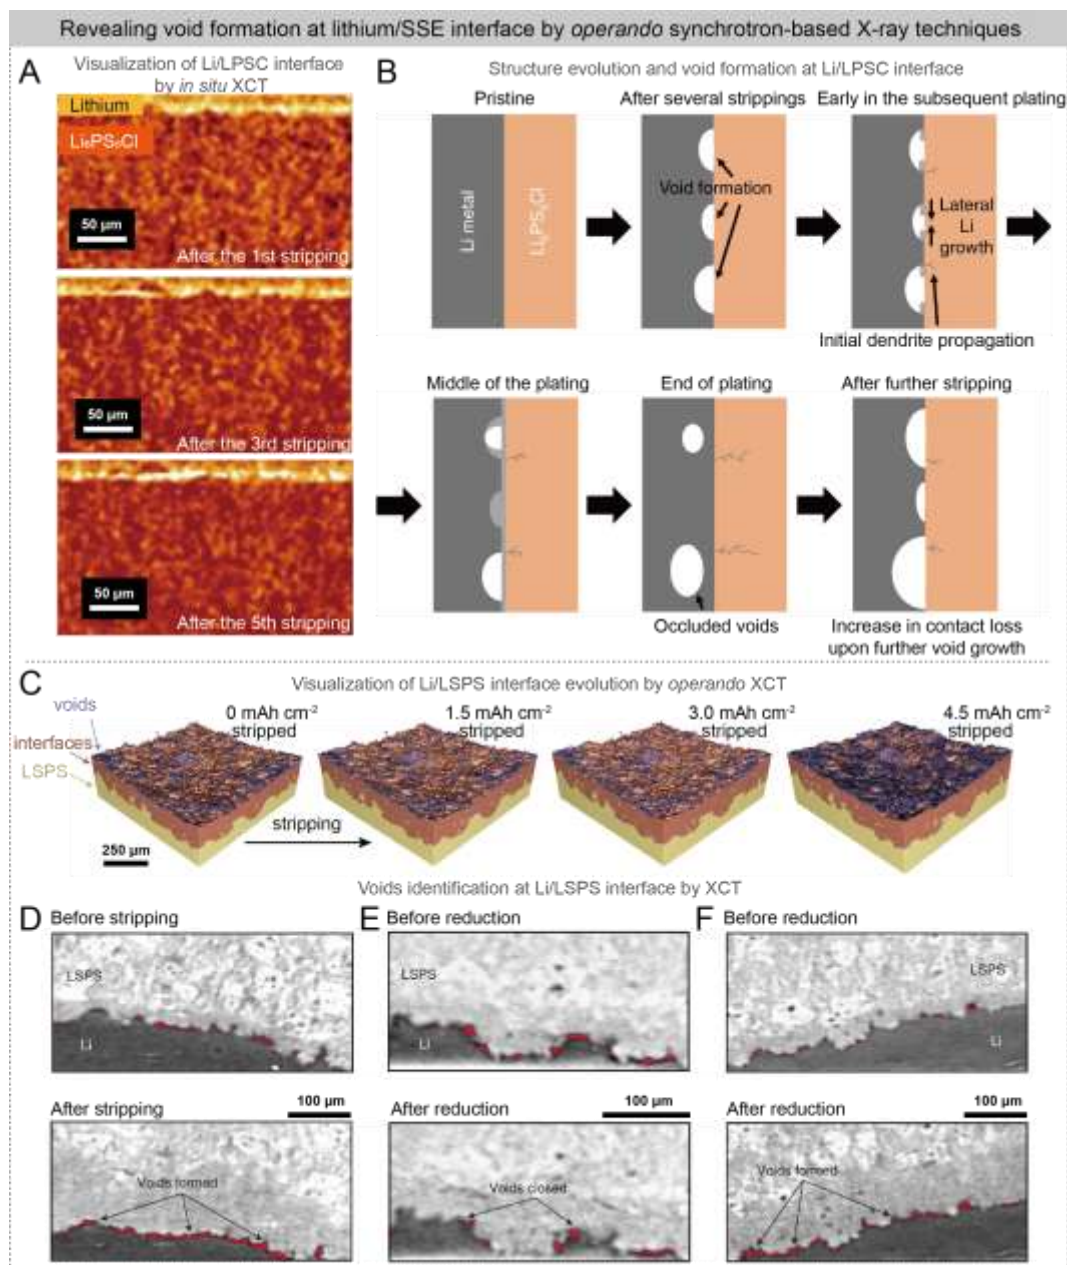 Revealing void formation at lithium/SSE interface by operando synchrotron-based X-ray techniques
A
Visualization of Li/LPSC interface
by in situ XCT
Lithium
Li₆PS₅Cl
50 µm
After the 1st stripping
50 µm
After the 3rd stripping
50 µm
After the 5th stripping
B
Structure evolution and void formation at Li/LPSC interface
Pristine
After several strippings
Early in the subsequent plating
Li metal
Li₆PS₅Cl
Void formation
Lateral
Li
growth
Initial dendrite propagation
Middle of the plating
End of plating
After further stripping
Occluded voids
Increase in contact loss
upon further void growth
C
Visualization of Li/LSPS interface evolution by operando XCT
voids
interfaces
LSPS
0 mAh cm⁻²
stripped
1.5 mAh cm⁻²
stripped
3.0 mAh cm⁻²
stripped
4.5 mAh cm⁻²
stripped
stripping
250 µm
Voids identification at Li/LSPS interface by XCT
D
Before stripping
LSPS
Li
After stripping
100 µm
Voids formed
E
Before reduction
LSPS
Li
After reduction
100 µm
Voids closed
F
Before reduction
LSPS
Li
After reduction
100 µm
Voids formed